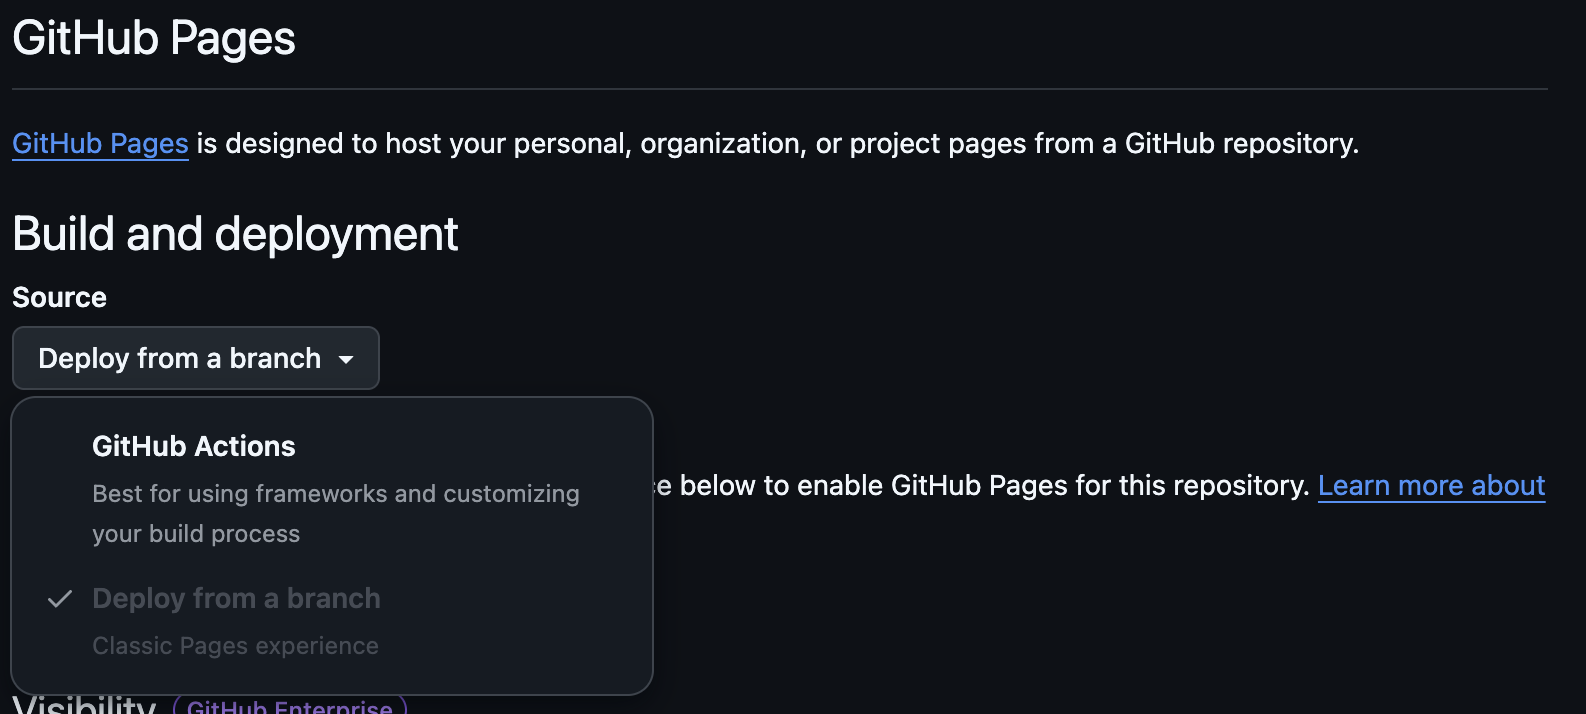 GitHub Pages
GitHub Pages is designed to host your personal, organization, or project pages from a GitHub repository.
Build and deployment
Source
Deploy from a branch
GitHub Actions
Best for using frameworks and customizing
your build process
below to enable GitHub Pages for this repository. Learn more about
Deploy from a branch
Classic Pages experience
Visibility GitHub Enterprise